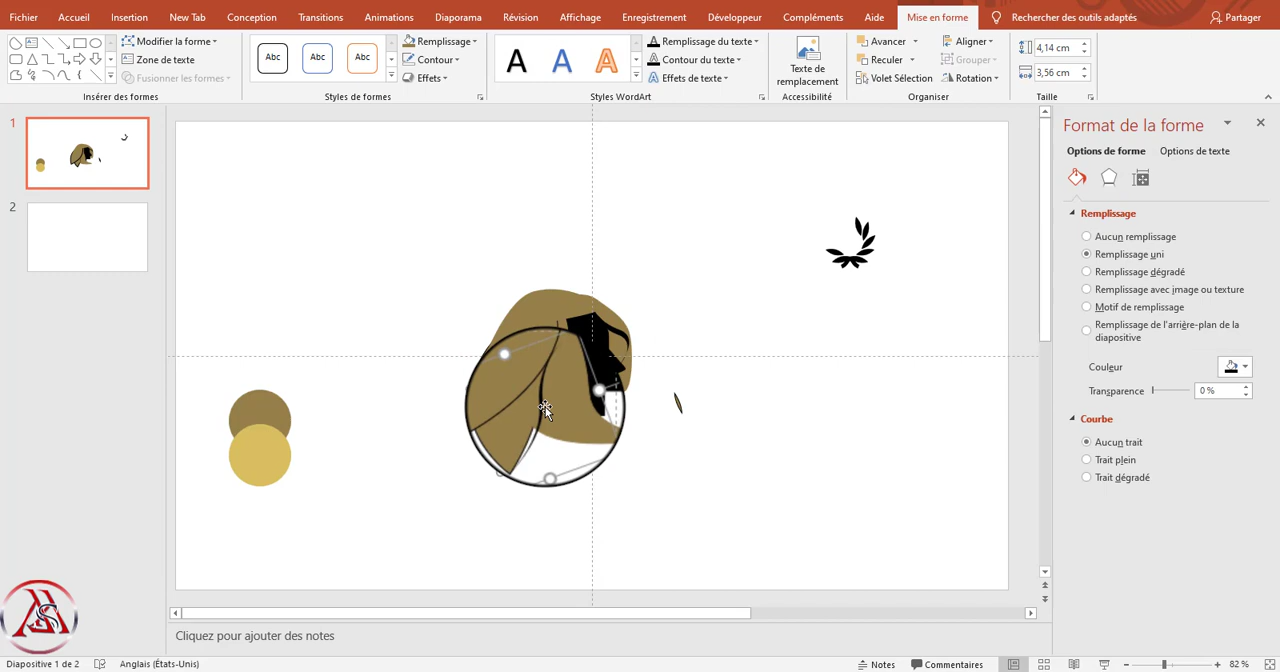 Fichier Accueil Insertion New Tab Conception Transitions Animations Diaporama Révision Affichage Enregistrement Développeur Compléments Aide Mise en forme Rechercher des outils adaptés Partager
Modifier la forme
Zone de texte
Fusionner les formes
Insérer des formes
Abc Abc Abc
Remplissage
Contour
Effets
Styles de formes
A A A
Remplissage du texte
Contour du texte
Effets de texte
Styles WordArt
Texte de
remplacement
Accessibilité
Avancer
Reculer
Volet Sélection
Aligner
Grouper
Rotation
Organiser
4,14 cm
3,56 cm
Taille
1
2
Format de la forme
Options de forme Options de texte
Remplissage
Aucun remplissage
Remplissage uni
Remplissage dégradé
Remplissage avec image ou texture
Motif de remplissage
Remplissage de l'arrière-plan de la
diapositive
Couleur
Transparence 0 %
Courbe
Aucun trait
Trait plein
Trait dégradé
Cliquez pour ajouter des notes
Diapositive 1 de 2 Anglais (États-Unis) Notes Commentaires 82 %